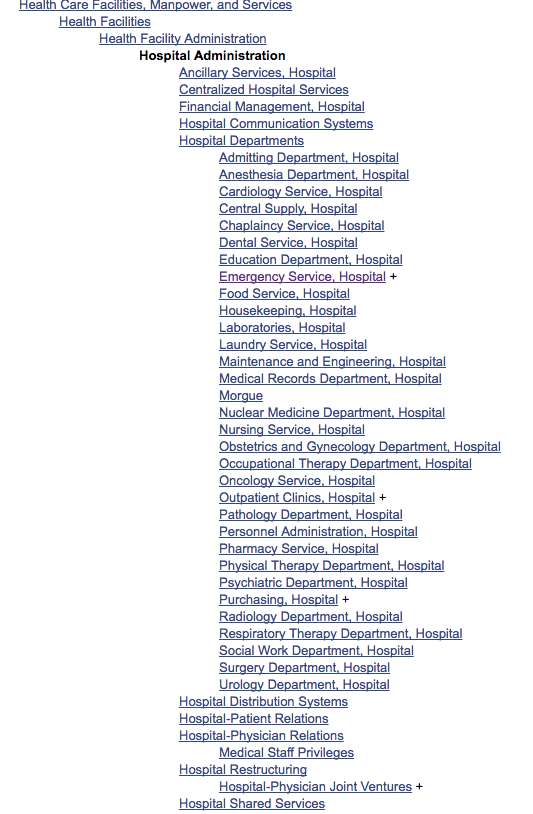 Health Care Facilities, Manpower, and Services
Health Facilities
Health Facility Administration
Hospital Administration
Ancillary Services, Hospital
Centralized Hospital Services
Financial Management, Hospital
Hospital Communication Systems
Hospital Departments
Admitting Department, Hospital
Anesthesia Department, Hospital
Cardiology Service, Hospital
Central Supply, Hospital
Chaplaincy Service, Hospital
Dental Service, Hospital
Education Department, Hospital
Emergency Service, Hospital +
Food Service, Hospital
Housekeeping, Hospital
Laboratories, Hospital
Laundry Service, Hospital
Maintenance and Engineering, Hospital
Medical Records Department, Hospital
Morgue
Nuclear Medicine Department, Hospital
Nursing Service, Hospital
Obstetrics and Gynecology Department, Hospital
Occupational Therapy Department, Hospital
Oncology Service, Hospital
Outpatient Clinics, Hospital +
Pathology Department, Hospital
Personnel Administration, Hospital
Pharmacy Service, Hospital
Physical Therapy Department, Hospital
Psychiatric Department, Hospital
Purchasing, Hospital +
Radiology Department, Hospital
Respiratory Therapy Department, Hospital
Social Work Department, Hospital
Surgery Department, Hospital
Urology Department, Hospital
Hospital Distribution Systems
Hospital-Patient Relations
Hospital-Physician Relations
Medical Staff Privileges
Hospital Restructuring
Hospital-Physician Joint Ventures +
Hospital Shared Services